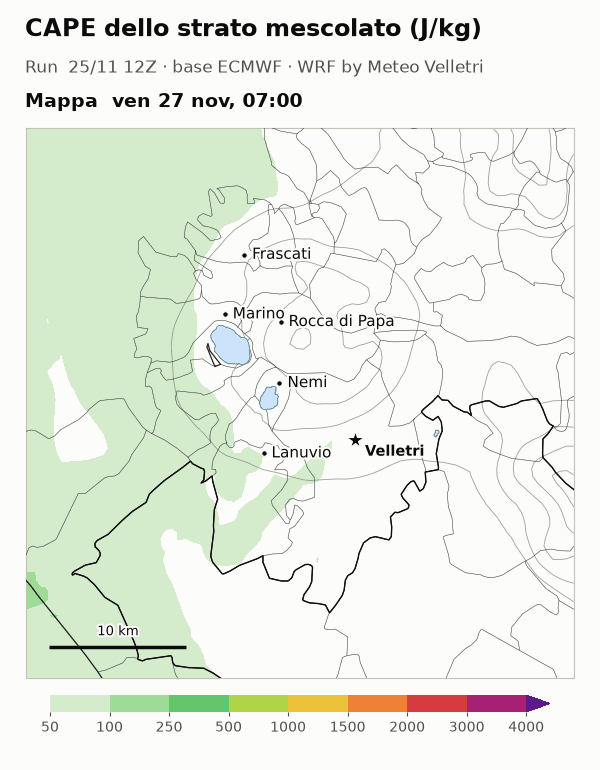 CAPE dello strato mescolato (J/kg)
Run  25/11 12Z · base ECMWF · WRF by Meteo Velletri
Mappa  ven 27 nov, 07:00
Frascati
Marino
Rocca di Papa
Nemi
Velletri
Lanuvio
10 km
50 100 250 500 1000 1500 2000 3000 4000